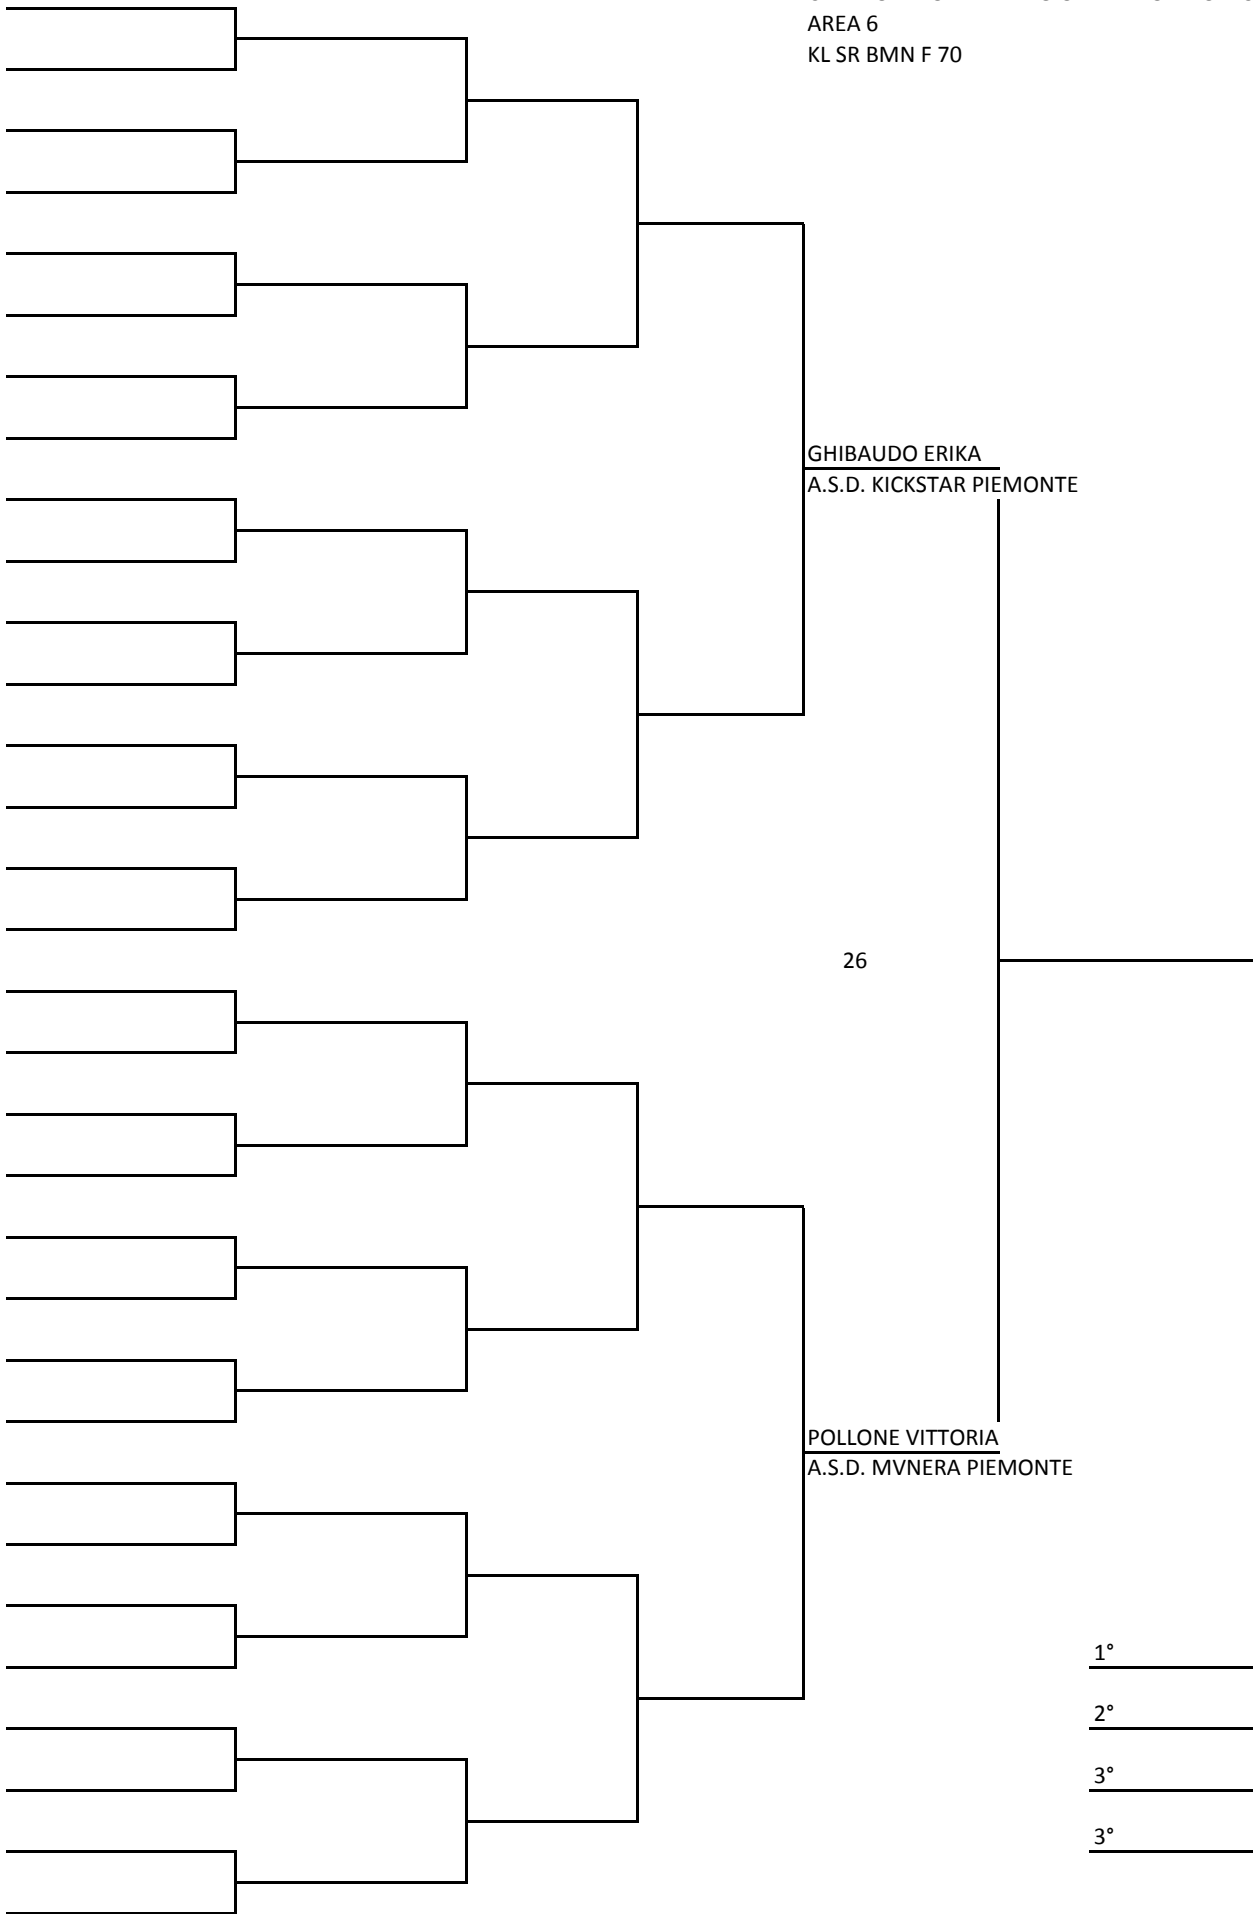 AREA 6
KL SR BMN F 70
GHIBAUDO ERIKA
A.S.D. KICKSTAR PIEMONTE
26
POLLONE VITTORIA
A.S.D. MVNERA PIEMONTE
1°
2°
3°
3°